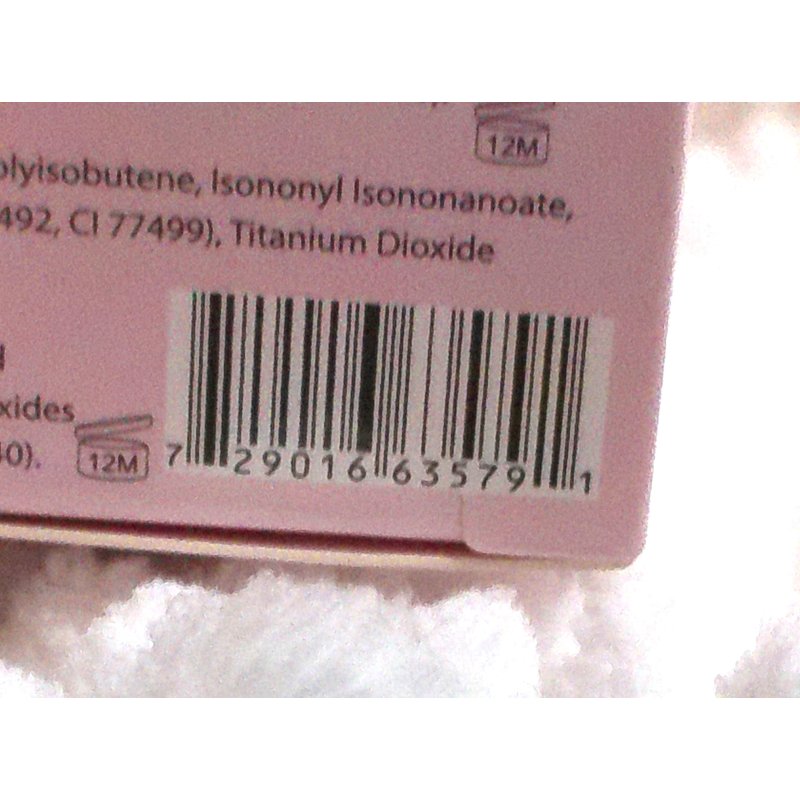 12M
olyisobutene, Isononyl Isononanoate,
492, CI 77499), Titanium Dioxide
xides
0).
12M
7 29016 63579 1